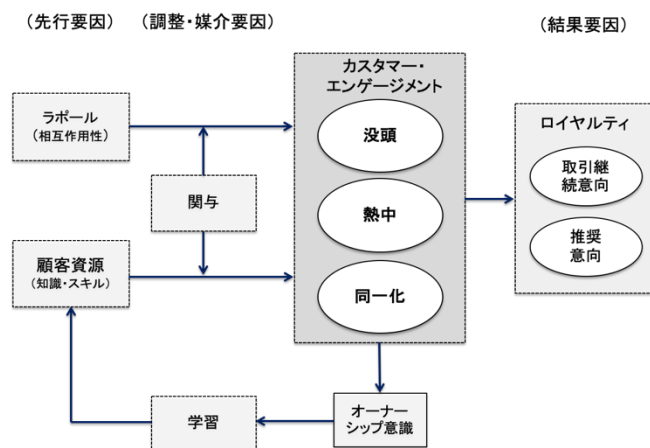 （先行要因）
（調整・媒介要因）
（結果要因）
カスタマー・
エンゲージメント
ラポール
（相互作用性）
没頭
ロイヤルティ
取引継
続意向
関与
熱中
推奨
意向
顧客資源
（知識・スキル）
同一化
学習
オーナー
シップ意識